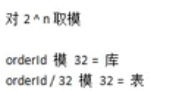 对 2 ^ n 取模
orderId 模 32 = 库
orderId / 32 模 32 = 表